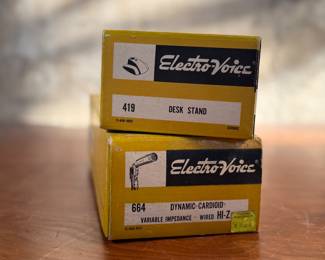 Electro-Voice
419 DESK STAND
Electro-Voice
664 DYNAMIC-CARDIOID
VARIABLE IMPEDANCE - WIRED HI-Z